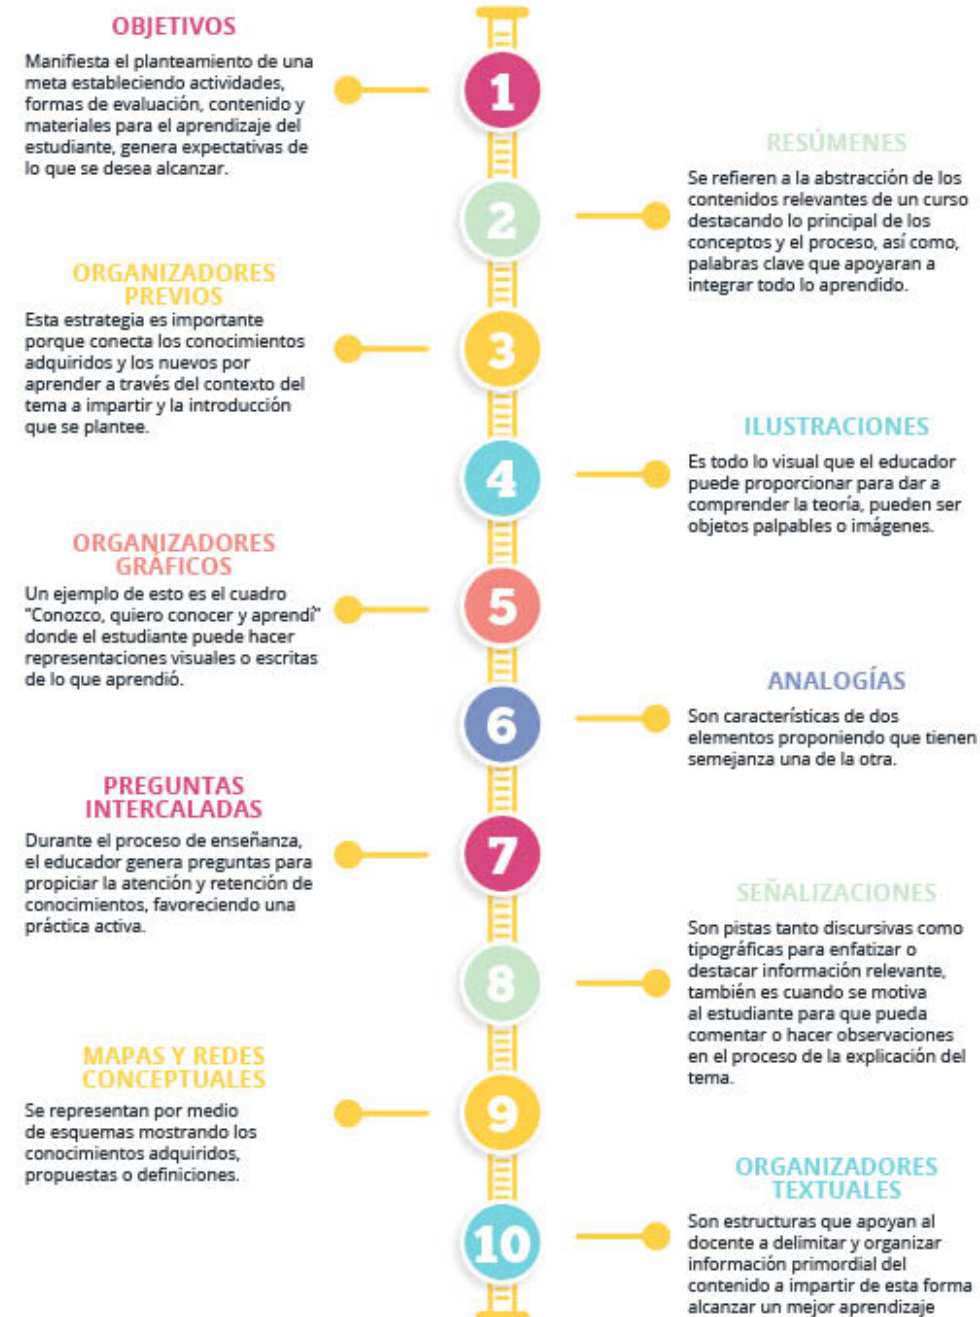 OBJETIVOS
Manifiesta el planteamiento de una
meta estableciendo actividades,
formas de evaluación, contenido y
materiales para el aprendizaje del
estudiante, genera expectativas de
lo que se desea alcanzar.
1
RESÚMENES
Se refieren a la abstracción de los
contenidos relevantes de un curso
destacando lo principal de los
conceptos y el proceso, así como,
palabras clave que apoyaran a
integrar todo lo aprendido.
2
ORGANIZADORES
PREVIOS
Esta estrategia es importante
porque conecta los conocimientos
adquiridos y los nuevos por
aprender a través del contexto del
tema a impartir y la introducción
que se plantee.
3
ILUSTRACIONES
Es todo lo visual que el educador
puede proporcionar para dar a
comprender la teoría, pueden ser
objetos palpables o imágenes.
4
ORGANIZADORES
GRÁFICOS
Un ejemplo de esto es el cuadro
"Conozco, quiero conocer y aprendí"
donde el estudiante puede hacer
representaciones visuales o escritas
de lo que aprendió.
5
ANALOGÍAS
Son características de dos
elementos proponiendo que tienen
semejanza una de la otra.
6
PREGUNTAS
INTERCALADAS
Durante el proceso de enseñanza,
el educador genera preguntas para
propiciar la atención y retención de
conocimientos, favoreciendo una
práctica activa.
7
SEÑALIZACIONES
Son pistas tanto discursivas como
tipográficas para enfatizar o
destacar información relevante,
también es cuando se motiva
al estudiante para que pueda
comentar o hacer observaciones
en el proceso de la explicación del
tema.
8
MAPAS Y REDES
CONCEPTUALES
Se representan por medio
de esquemas mostrando los
conocimientos adquiridos,
propuestas o definiciones.
9
ORGANIZADORES
TEXTUALES
Son estructuras que apoyan al
docente a delimitar y organizar
información primordial del
contenido a impartir de esta forma
alcanzar un mejor aprendizaje
10